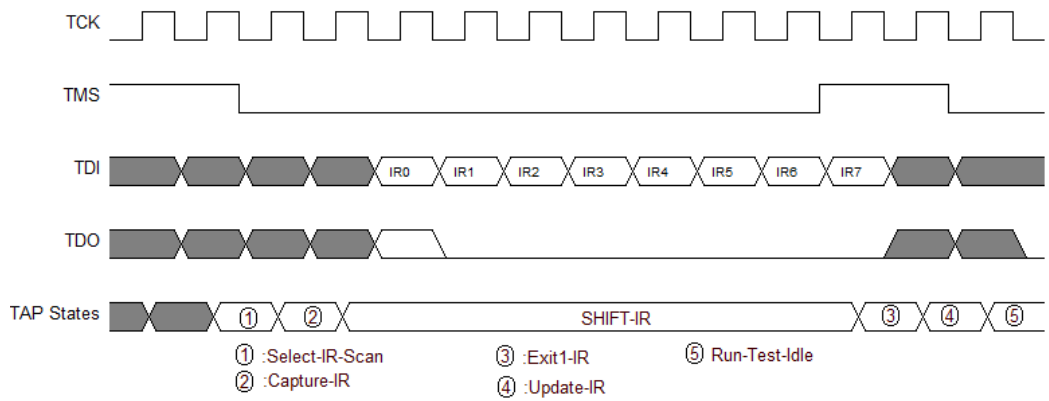 TCK
TMS
TDI IR0 IR1 IR2 IR3 IR4 IR5 IR6 IR7
TDO
TAP States ① ② SHIFT-IR ③ ④ ⑤
① :Select-IR-Scan ③ :Exit1-IR ⑤ Run-Test-Idle
② :Capture-IR ④ :Update-IR